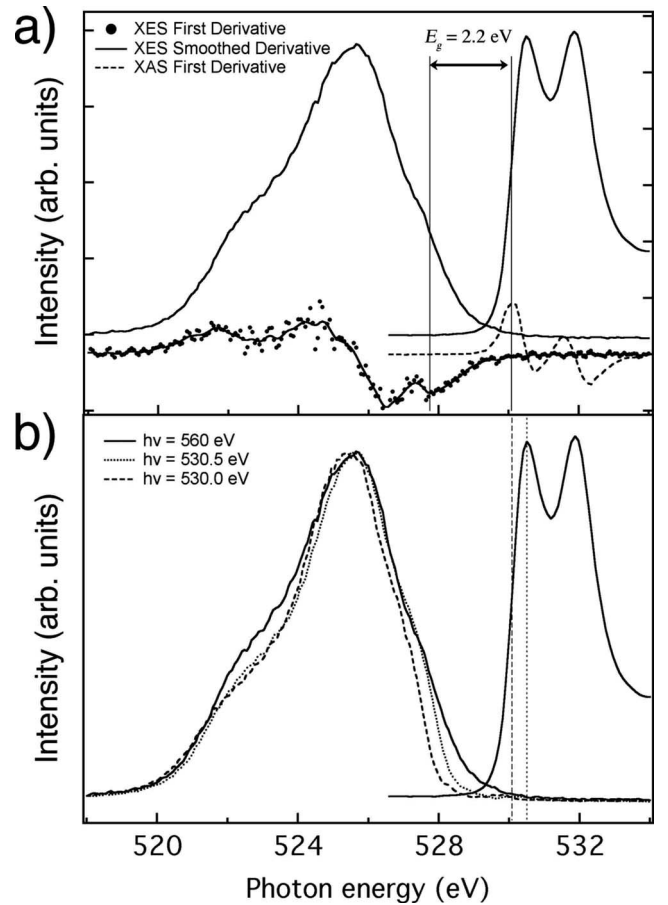 a)
XES First Derivative
XES Smoothed Derivative
XAS First Derivative
E_g = 2.2 eV
Intensity (arb. units)
b)
hν = 560 eV
hν = 530.5 eV
hν = 530.0 eV
Intensity (arb. units)
520 524 528 532
Photon energy (eV)